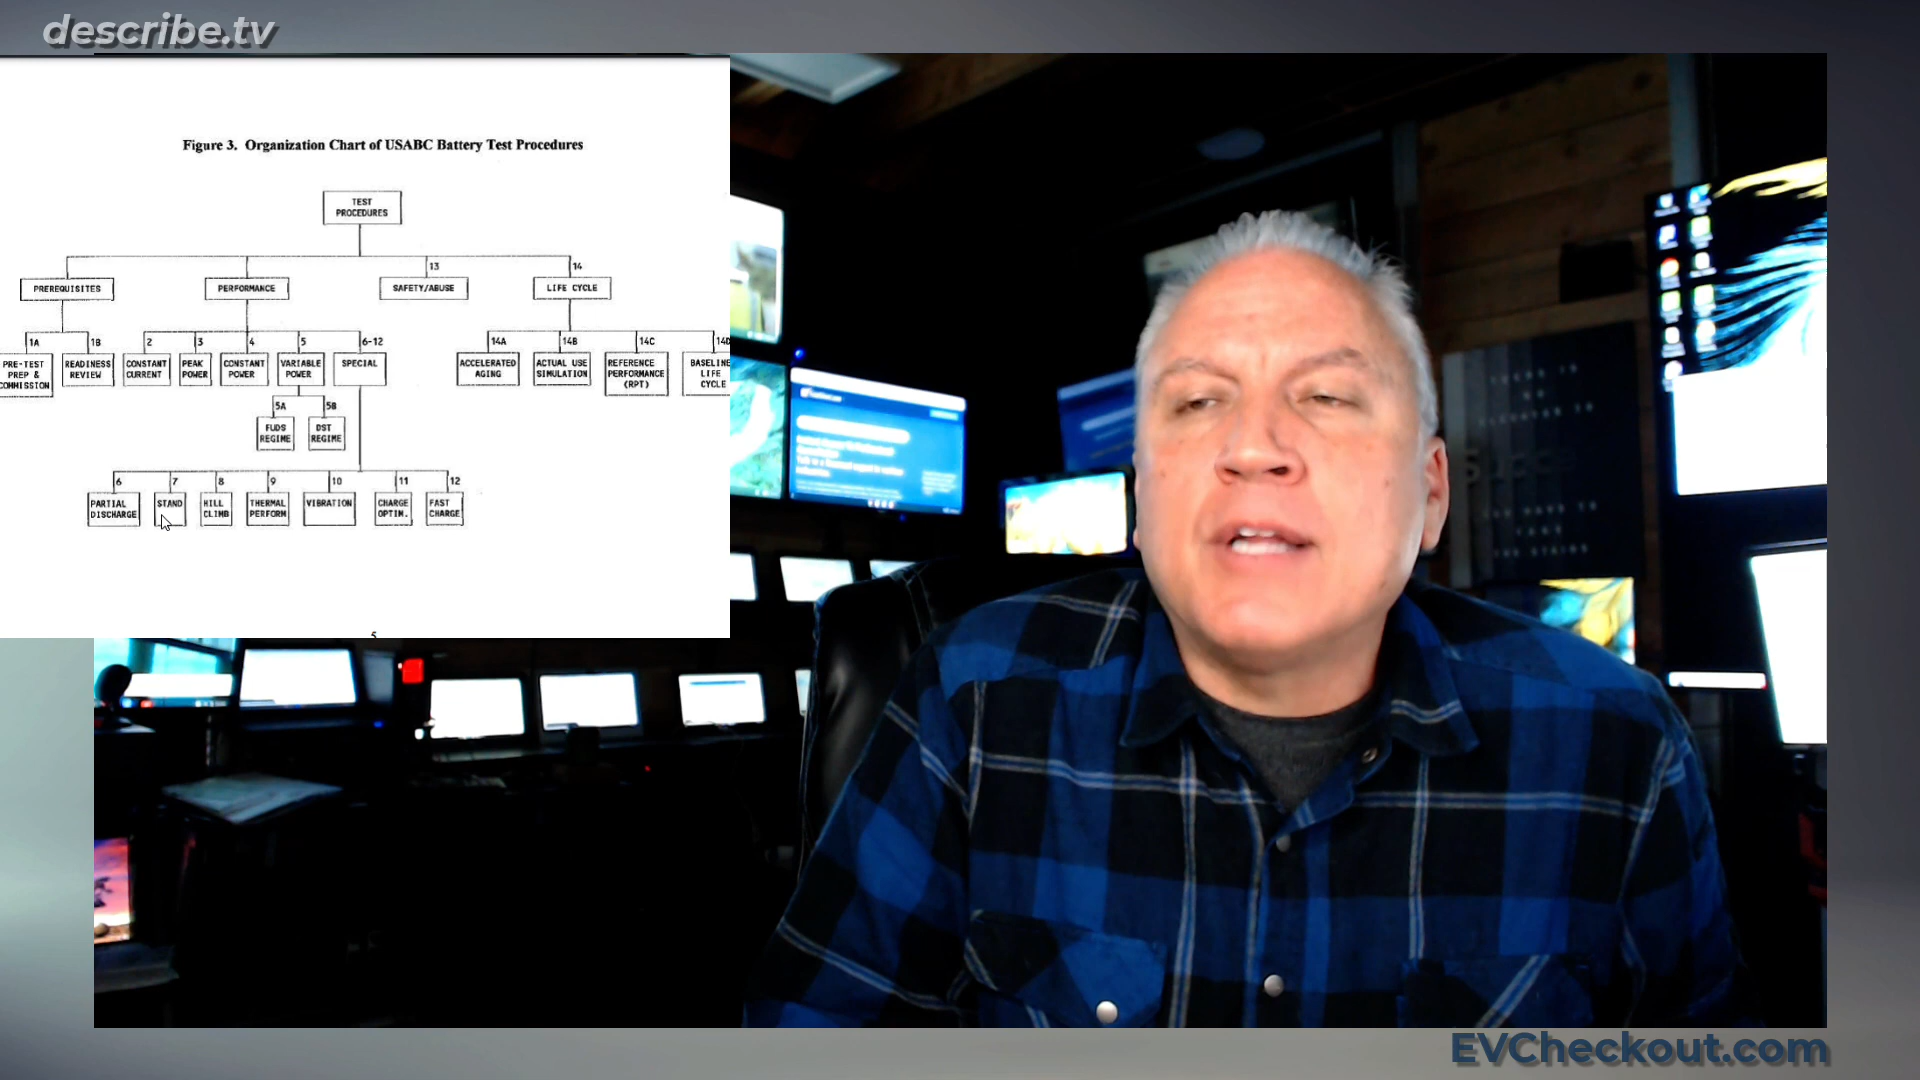 describe.tv
Figure 3. Organization Chart of USABC Battery Test Procedures
TEST
PROCEDURES
13
14
PREREQUISITES
PERFORMANCE
SAFETY/ABUSE
LIFE CYCLE
1A
1B
2
3
4
5
6-12
14A
14B
14C
14D
PRE-TEST
PREP &
COMMISSION
READINESS
REVIEW
CONSTANT
CURRENT
PEAK
POWER
CONSTANT
POWER
VARIABLE
POWER
SPECIAL
ACCELERATED
AGING
ACTUAL USE
SIMULATION
REFERENCE
PERFORMANCE
(RPT)
BASELINE
LIFE
CYCLE
5A
5B
FUDS
REGIME
DST
REGIME
6
7
8
9
10
11
12
PARTIAL
DISCHARGE
STAND
HILL
CLIMB
THERMAL
PERFORM
VIBRATION
CHARGE
OPTIM.
FAST
CHARGE
5
EVCheckout.com